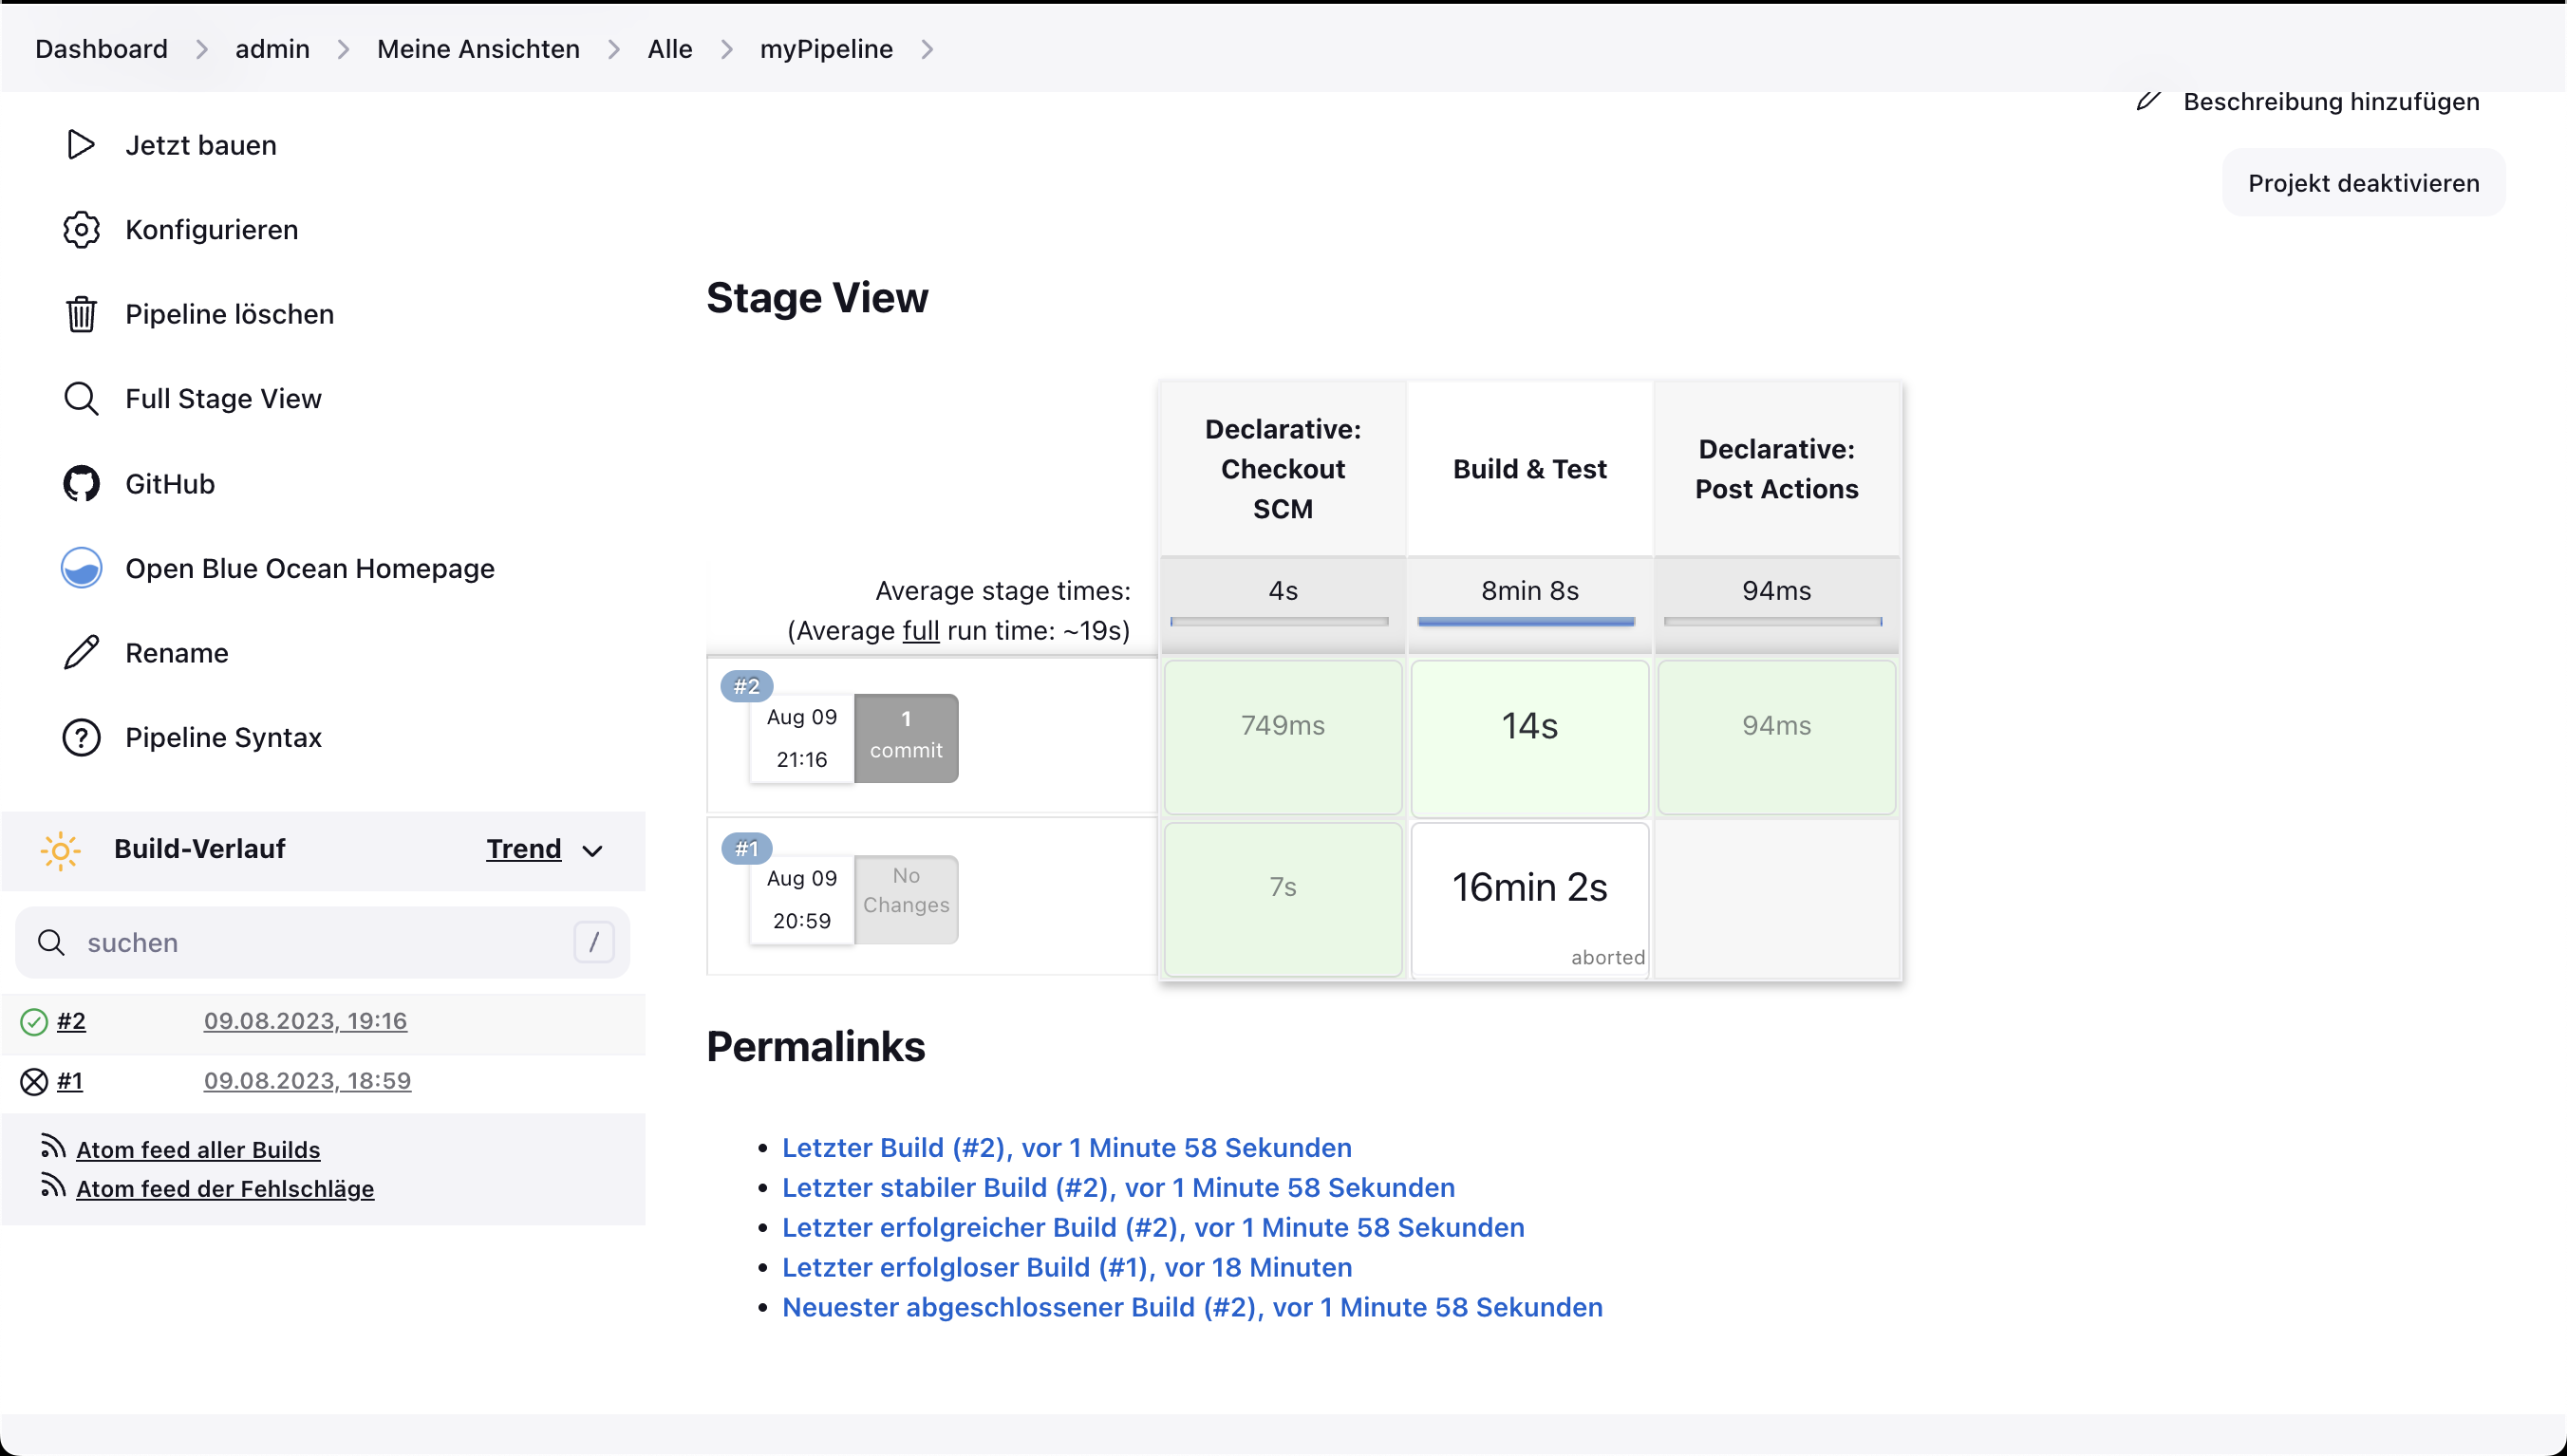 Dashboard
admin
Meine Ansichten
Alle
myPipeline
Beschreibung hinzufügen
Projekt deaktivieren
Jetzt bauen
Konfigurieren
Pipeline löschen
Full Stage View
GitHub
Open Blue Ocean Homepage
Rename
Pipeline Syntax
Build-Verlauf
Trend
suchen
/
#2
09.08.2023, 19:16
#1
09.08.2023, 18:59
Atom feed aller Builds
Atom feed der Fehlschläge
Stage View
Declarative:
Checkout
SCM
Build & Test
Declarative:
Post Actions
Average stage times:
(Average full run time: ~19s)
4s
8min 8s
94ms
#2
Aug 09
21:16
1
commit
749ms
14s
94ms
#1
Aug 09
20:59
No
Changes
7s
16min 2s
aborted
Permalinks
Letzter Build (#2), vor 1 Minute 58 Sekunden
Letzter stabiler Build (#2), vor 1 Minute 58 Sekunden
Letzter erfolgreicher Build (#2), vor 1 Minute 58 Sekunden
Letzter erfolgloser Build (#1), vor 18 Minuten
Neuester abgeschlossener Build (#2), vor 1 Minute 58 Sekunden